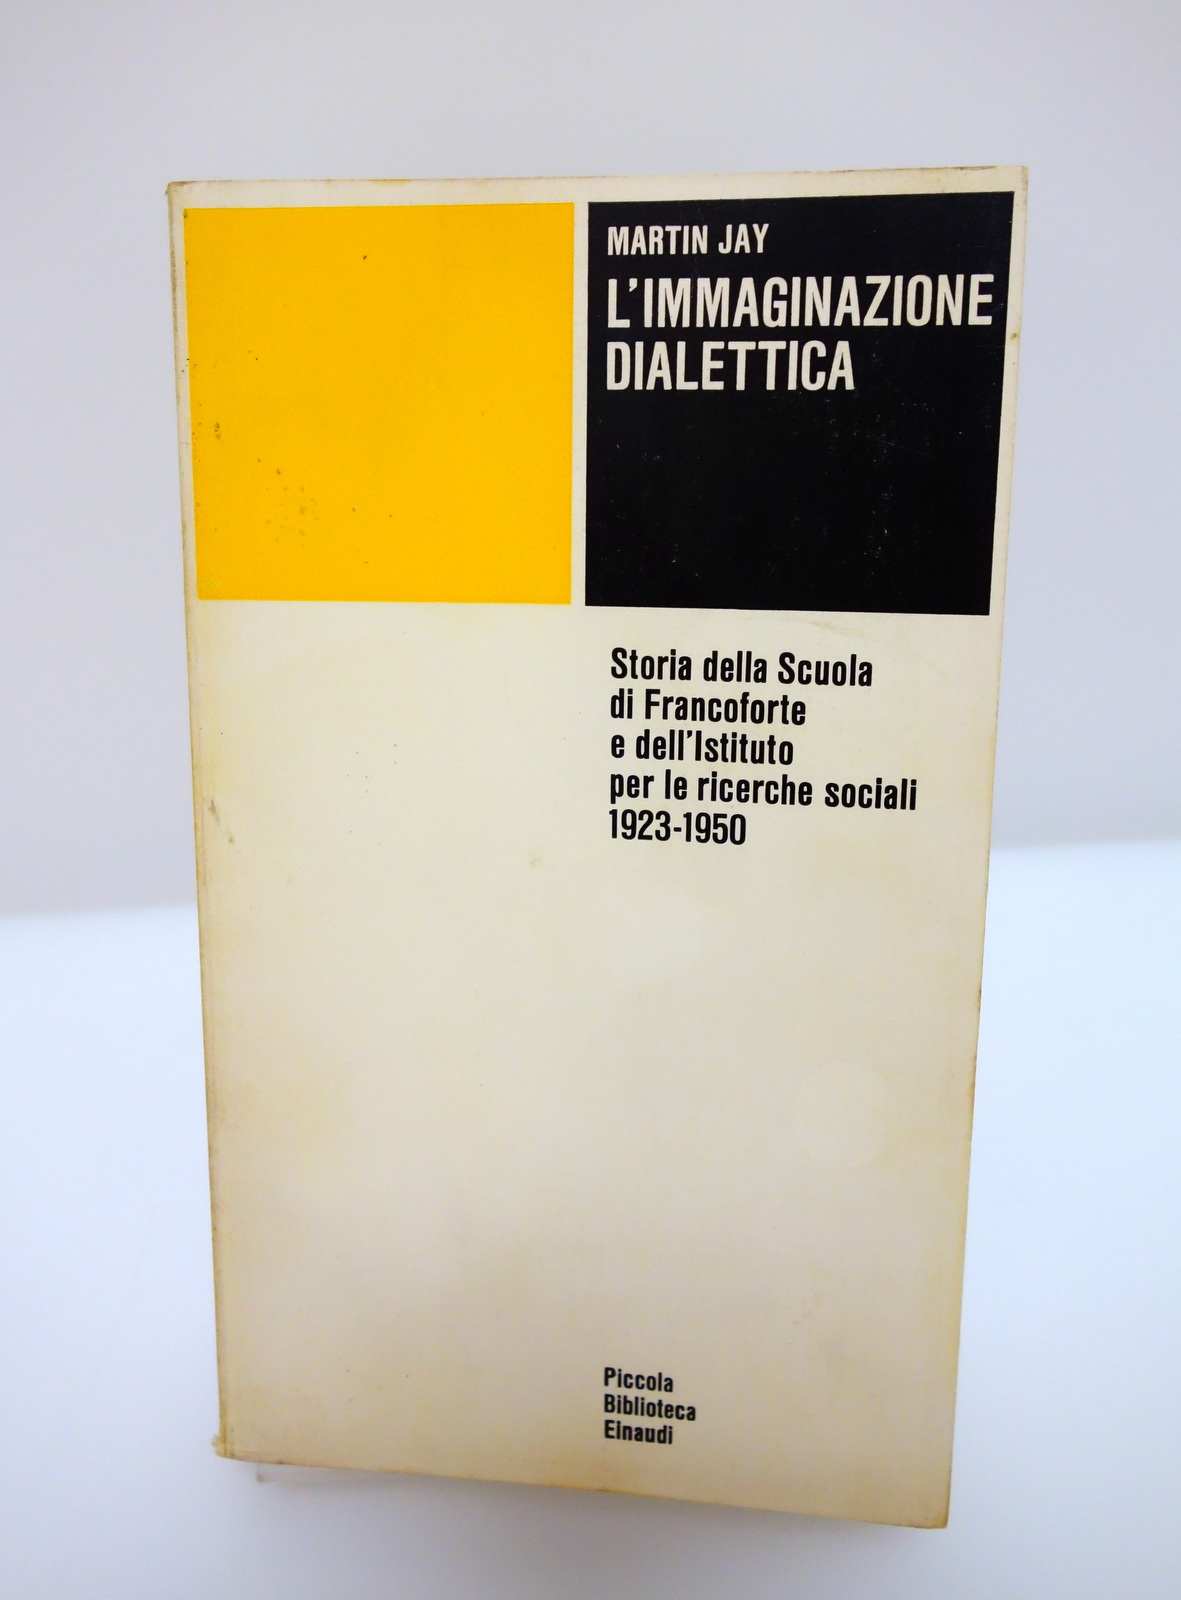 MARTIN JAY
L'IMMAGINAZIONE
DIALETTICA
Storia della Scuola
di Francoforte
e dell'Istituto
per le ricerche sociali
1923-1950
Piccola
Biblioteca
Einaudi